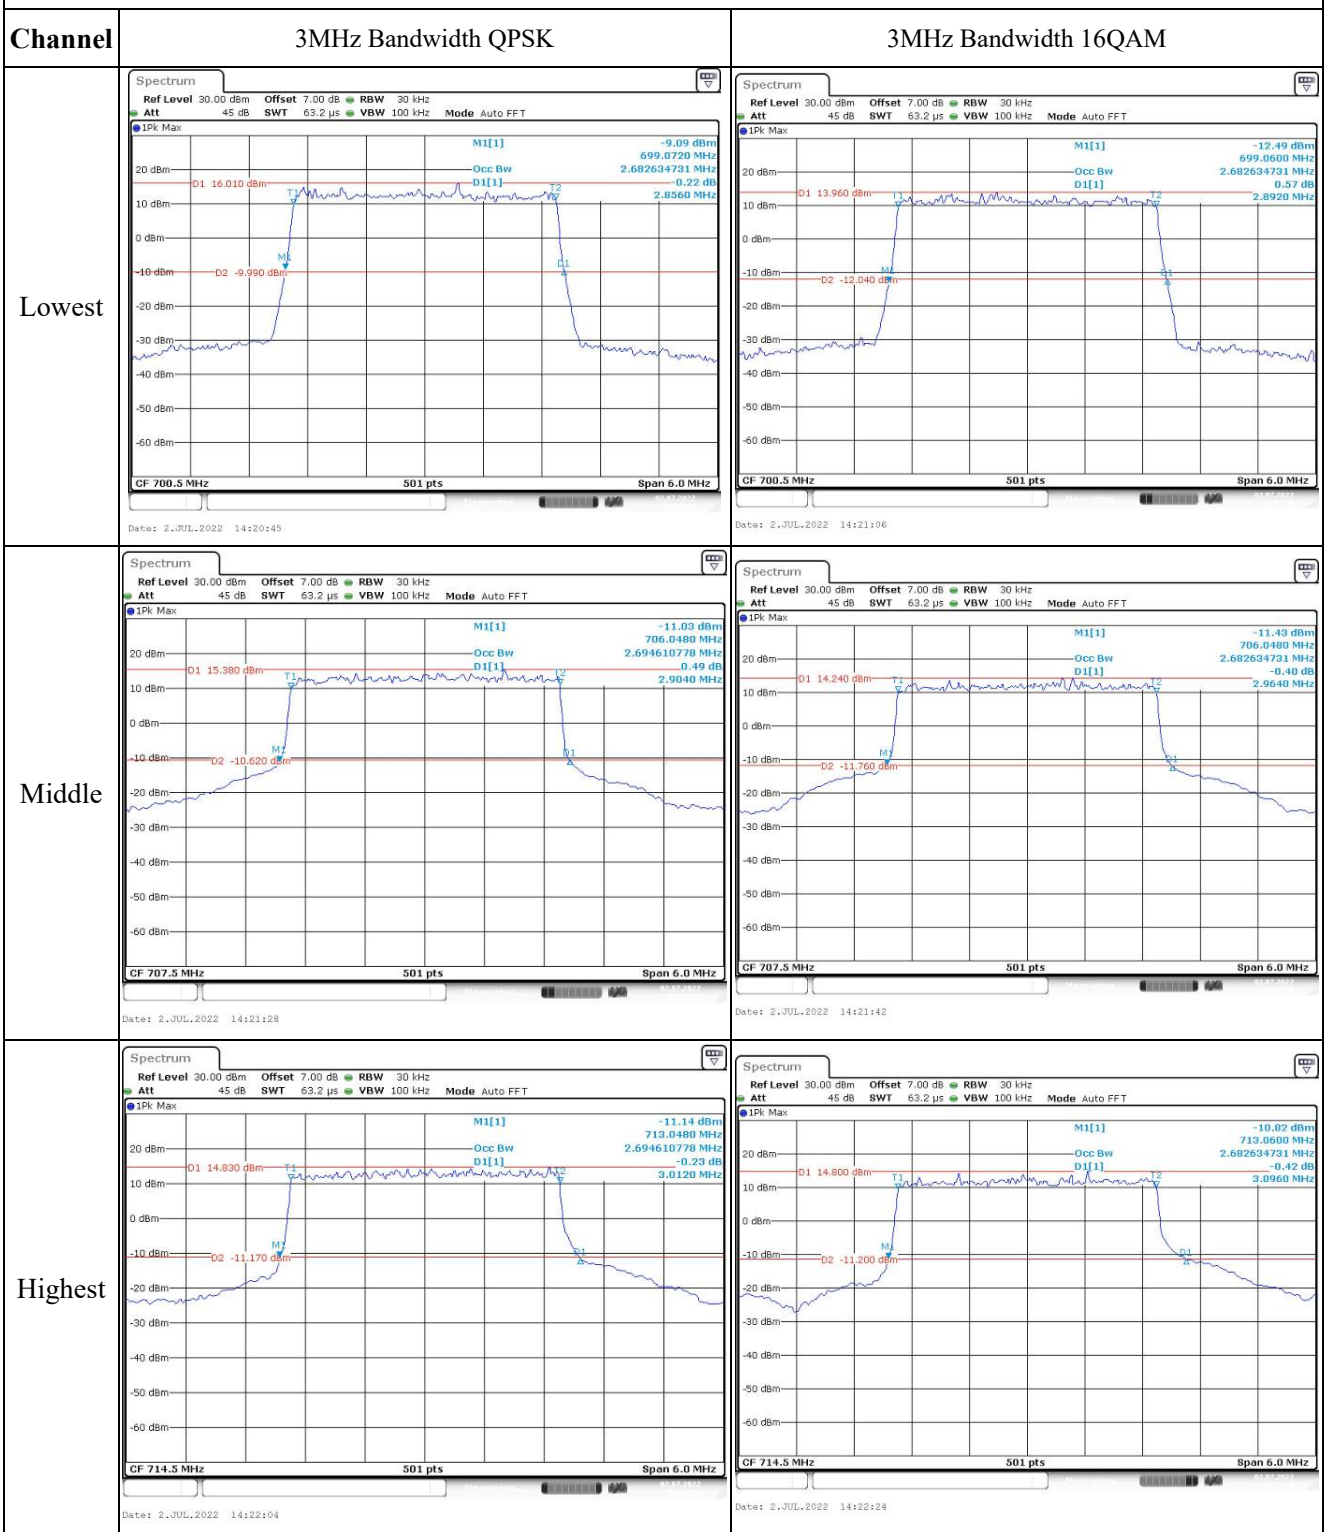 Channel 3MHz Bandwidth QPSK 3MHz Bandwidth 16QAM
Lowest
Spectrum
Ref Level 30.00 dBm Offset 7.00 dB RBW 30 kHz
Att 45 dB SWT 63.2 µs VBW 100 kHz Mode Auto FFT
1Pk Max
M1[1] -9.09 dBm
699.0720 MHz
Occ Bw 2.682634731 MHz
D1[1] -0.22 dB
2.8560 MHz
20 dBm
D1 16.010 dBm
T1
T2
10 dBm
0 dBm
M1
D1
-10 dBm
D2 -9.990 dBm
-20 dBm
-30 dBm
-40 dBm
-50 dBm
-60 dBm
CF 700.5 MHz 501 pts Span 6.0 MHz
Date: 2.JUL.2022 14:20:45
Spectrum
Ref Level 30.00 dBm Offset 7.00 dB RBW 30 kHz
Att 45 dB SWT 63.2 µs VBW 100 kHz Mode Auto FFT
1Pk Max
M1[1] -12.49 dBm
699.0600 MHz
Occ Bw 2.682634731 MHz
D1[1] 0.57 dB
2.8920 MHz
20 dBm
D1 13.960 dBm
T1
T2
10 dBm
0 dBm
-10 dBm
M1
D1
D2 -12.040 dBm
-20 dBm
-30 dBm
-40 dBm
-50 dBm
-60 dBm
CF 700.5 MHz 501 pts Span 6.0 MHz
Date: 2.JUL.2022 14:21:06
Middle
Spectrum
Ref Level 30.00 dBm Offset 7.00 dB RBW 30 kHz
Att 45 dB SWT 63.2 µs VBW 100 kHz Mode Auto FFT
1Pk Max
M1[1] -11.03 dBm
706.0480 MHz
Occ Bw 2.694610778 MHz
D1[1] 0.49 dB
2.9040 MHz
20 dBm
D1 15.380 dBm
T1
T2
10 dBm
0 dBm
M1
D1
-10 dBm
D2 -10.620 dBm
-20 dBm
-30 dBm
-40 dBm
-50 dBm
-60 dBm
CF 707.5 MHz 501 pts Span 6.0 MHz
Date: 2.JUL.2022 14:21:28
Spectrum
Ref Level 30.00 dBm Offset 7.00 dB RBW 30 kHz
Att 45 dB SWT 63.2 µs VBW 100 kHz Mode Auto FFT
1Pk Max
M1[1] -11.43 dBm
706.0480 MHz
Occ Bw 2.682634731 MHz
D1[1] -0.40 dB
2.9640 MHz
20 dBm
D1 14.240 dBm
T1
T2
10 dBm
0 dBm
M1
D1
-10 dBm
D2 -11.760 dBm
-20 dBm
-30 dBm
-40 dBm
-50 dBm
-60 dBm
CF 707.5 MHz 501 pts Span 6.0 MHz
Date: 2.JUL.2022 14:21:42
Highest
Spectrum
Ref Level 30.00 dBm Offset 7.00 dB RBW 30 kHz
Att 45 dB SWT 63.2 µs VBW 100 kHz Mode Auto FFT
1Pk Max
M1[1] -11.14 dBm
713.0480 MHz
Occ Bw 2.694610778 MHz
D1[1] -0.23 dB
3.0120 MHz
20 dBm
D1 14.830 dBm
T1
T2
10 dBm
0 dBm
M1
D1
-10 dBm
D2 -11.170 dBm
-20 dBm
-30 dBm
-40 dBm
-50 dBm
-60 dBm
CF 714.5 MHz 501 pts Span 6.0 MHz
Date: 2.JUL.2022 14:22:04
Spectrum
Ref Level 30.00 dBm Offset 7.00 dB RBW 30 kHz
Att 45 dB SWT 63.2 µs VBW 100 kHz Mode Auto FFT
1Pk Max
M1[1] -10.82 dBm
713.0600 MHz
Occ Bw 2.682634731 MHz
D1[1] -0.42 dB
3.0960 MHz
20 dBm
D1 14.800 dBm
T1
T2
10 dBm
0 dBm
M1
D1
-10 dBm
D2 -11.200 dBm
-20 dBm
-30 dBm
-40 dBm
-50 dBm
-60 dBm
CF 714.5 MHz 501 pts Span 6.0 MHz
Date: 2.JUL.2022 14:22:24